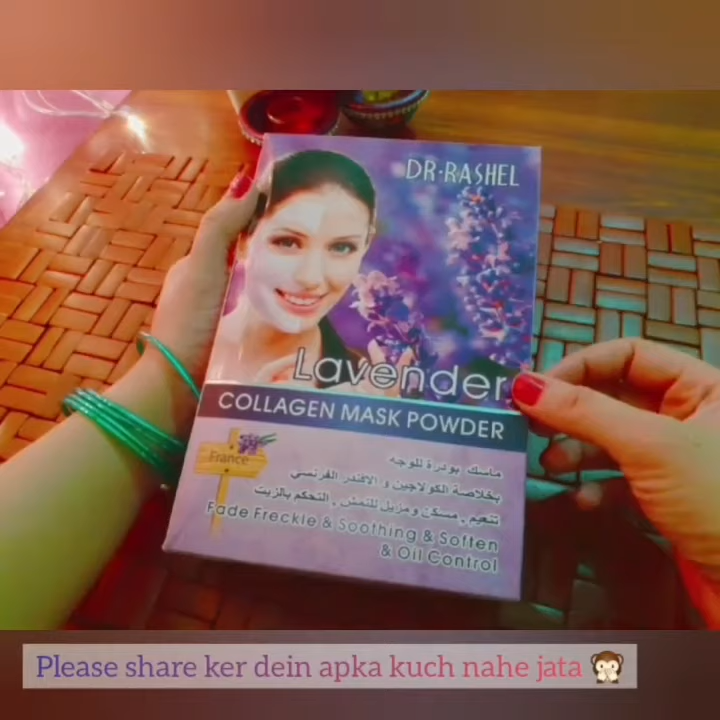 DR·RASHEL
Lavender
COLLAGEN MASK POWDER
France
ماسك بودرة للوجه
بخلاصة الكولاجين و الافندر الفرنسي
تنعيم . مسكن ومزيل للنمش . التحكم بالزيت
Fade Freckle & Soothing & Soften
& Oil Control
Please share ker dein apka kuch nahe jata 🙊